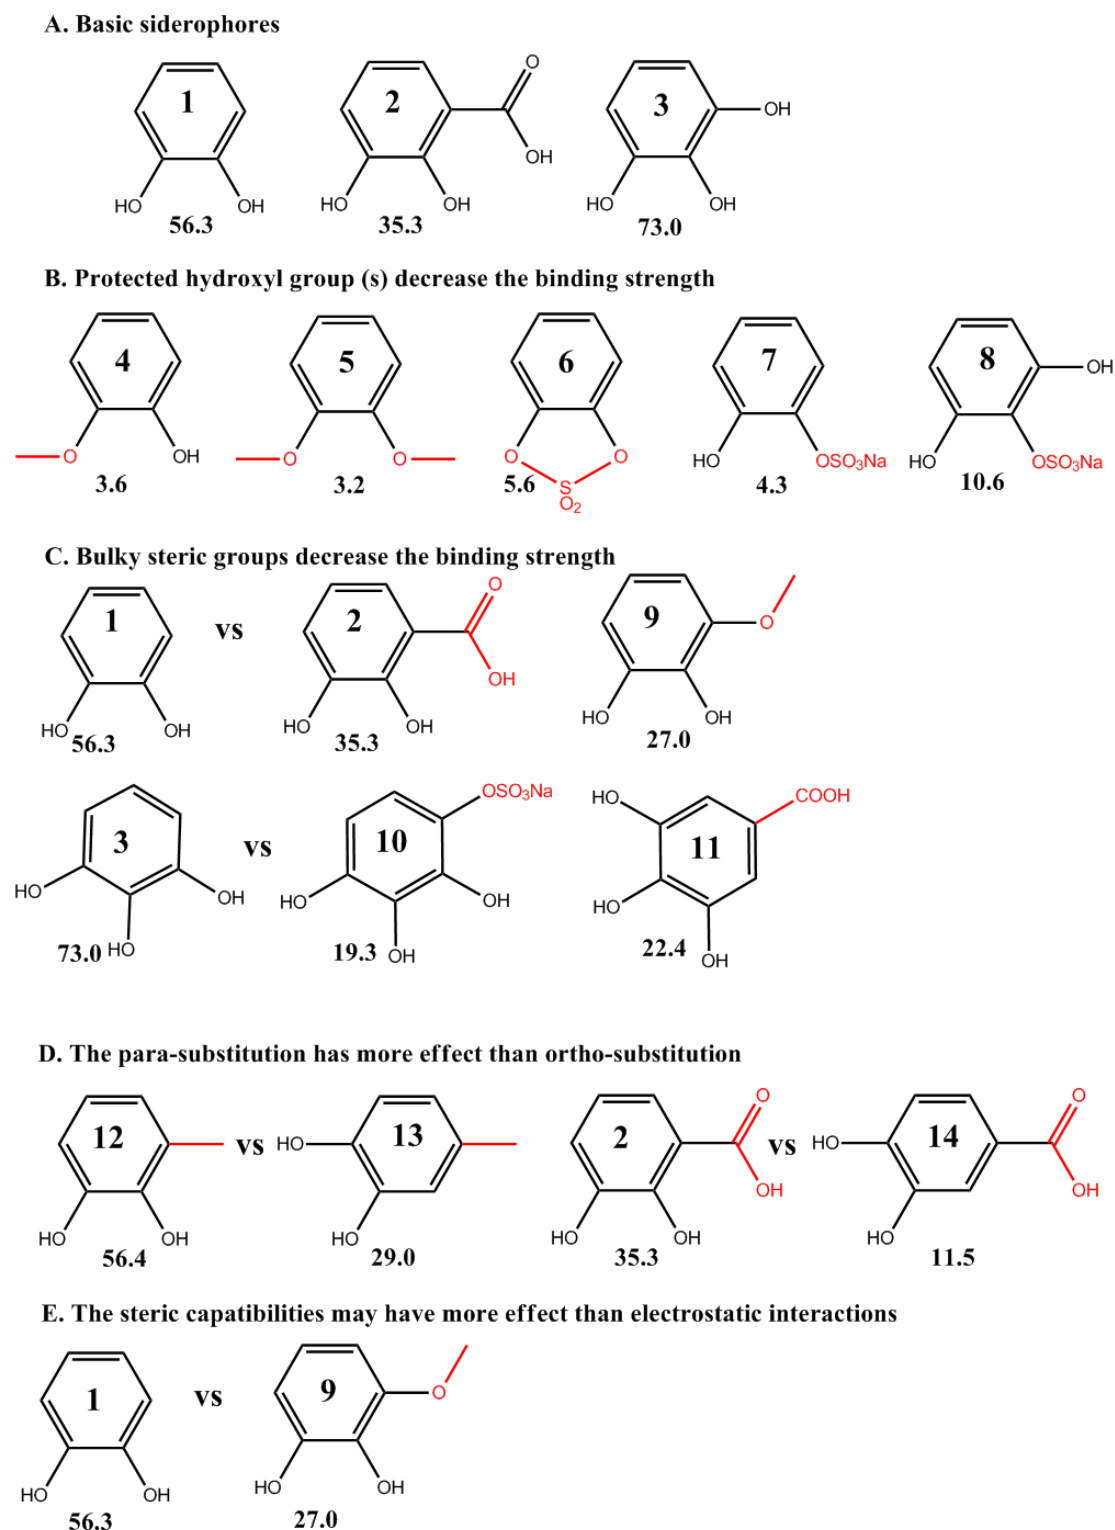 A. Basic siderophores
1
2
3
O
OH
OH
HO
OH
HO
OH
HO
OH
56.3
35.3
73.0
B. Protected hydroxyl group (s) decrease the binding strength
4
5
6
7
8
OH
O
OH
O
O
O
O
HO
OSO3Na
HO
OSO3Na
3.6
3.2
5.6
S
O2
4.3
10.6
C. Bulky steric groups decrease the binding strength
1
vs
2
O
OH
9
O
HO
OH
HO
OH
HO
OH
56.3
35.3
27.0
3
vs
10
OSO3Na
11
HO
COOH
HO
OH
HO
OH
HO
73.0
HO
19.3
OH
22.4
OH
D. The para-substitution has more effect than ortho-substitution
12
vs
HO
13
2
O
vs
HO
14
O
OH
OH
HO
OH
HO
HO
OH
HO
56.4
29.0
35.3
11.5
E. The steric capatibilities may have more effect than electrostatic interactions
1
vs
9
O
HO
OH
HO
OH
56.3
27.0